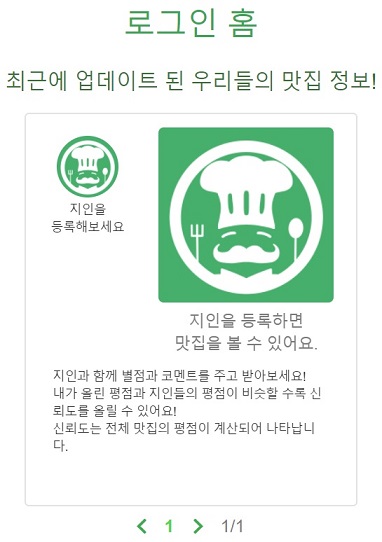 로그인 홈
최근에 업데이트 된 우리들의 맛집 정보!
지인을
등록해보세요
지인을 등록하면
맛집을 볼 수 있어요.
지인과 함께 별점과 코멘트를 주고 받아보세요!
내가 올린 평점과 지인들의 평점이 비슷할 수록 신
뢰도를 올릴 수 있어요!
신뢰도는 전체 맛집의 평점이 계산되어 나타납니
다.
1 1/1